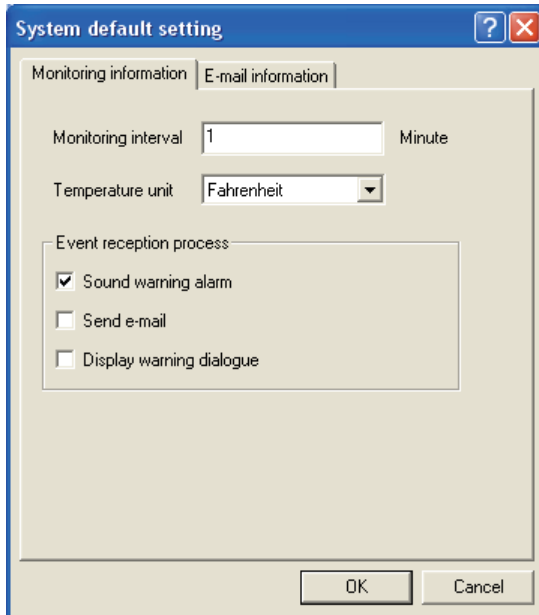 System default setting
Monitoring information E-mail information
Monitoring interval 1 Minute
Temperature unit Fahrenheit
Event reception process
Sound warning alarm
Send e-mail
Display warning dialogue
OK Cancel